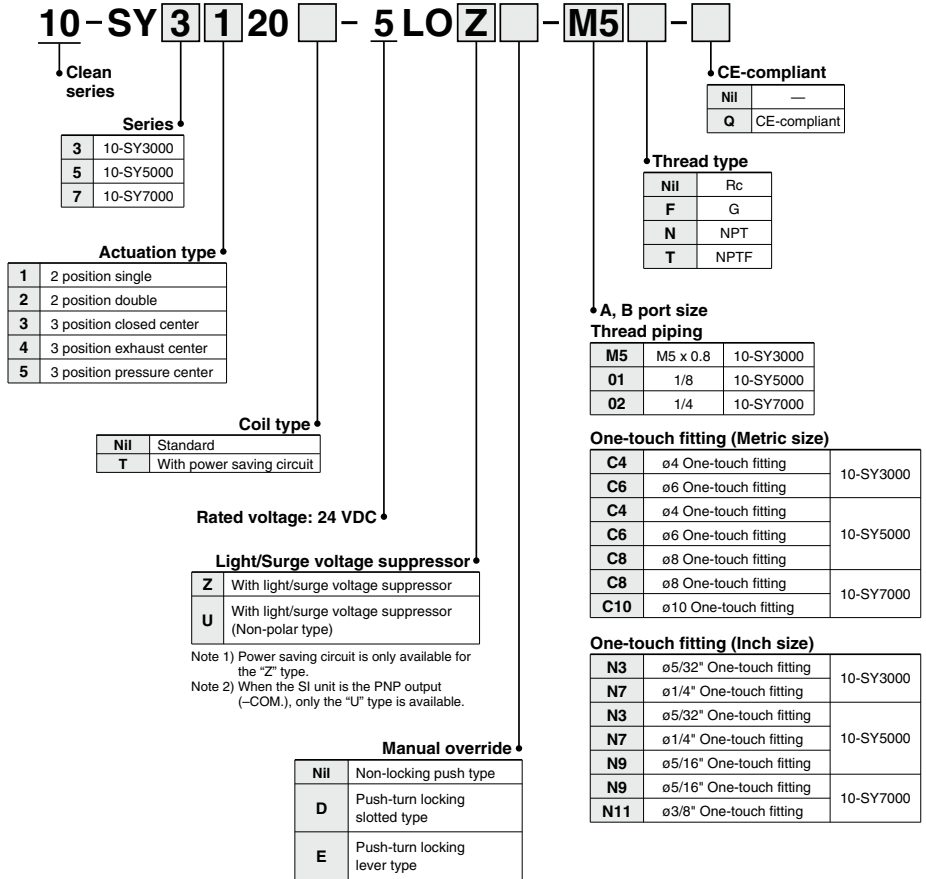 10-SY 3 1 20 - 5 LO Z - M5 -
Clean
series
Series
3 10-SY3000
5 10-SY5000
7 10-SY7000
Actuation type
1 2 position single
2 2 position double
3 3 position closed center
4 3 position exhaust center
5 3 position pressure center
Coil type
Nil Standard
T With power saving circuit
Rated voltage: 24 VDC
Light/Surge voltage suppressor
Z With light/surge voltage suppressor
U With light/surge voltage suppressor
(Non-polar type)
Note 1) Power saving circuit is only available for
the “Z” type.
Note 2) When the SI unit is the PNP output
(–COM.), only the “U” type is available.
Manual override
Nil Non-locking push type
D Push-turn locking
slotted type
E Push-turn locking
lever type
CE-compliant
Nil —
Q CE-compliant
Thread type
Nil Rc
F G
N NPT
T NPTF
A, B port size
Thread piping
M5 M5 x 0.8 10-SY3000
01 1/8 10-SY5000
02 1/4 10-SY7000
One-touch fitting (Metric size)
C4 ø4 One-touch fitting 10-SY3000
C6 ø6 One-touch fitting
C4 ø4 One-touch fitting
C6 ø6 One-touch fitting 10-SY5000
C8 ø8 One-touch fitting
C8 ø8 One-touch fitting 10-SY7000
C10 ø10 One-touch fitting
One-touch fitting (Inch size)
N3 ø5/32" One-touch fitting 10-SY3000
N7 ø1/4" One-touch fitting
N3 ø5/32" One-touch fitting
N7 ø1/4" One-touch fitting 10-SY5000
N9 ø5/16" One-touch fitting
N9 ø5/16" One-touch fitting 10-SY7000
N11 ø3/8" One-touch fitting